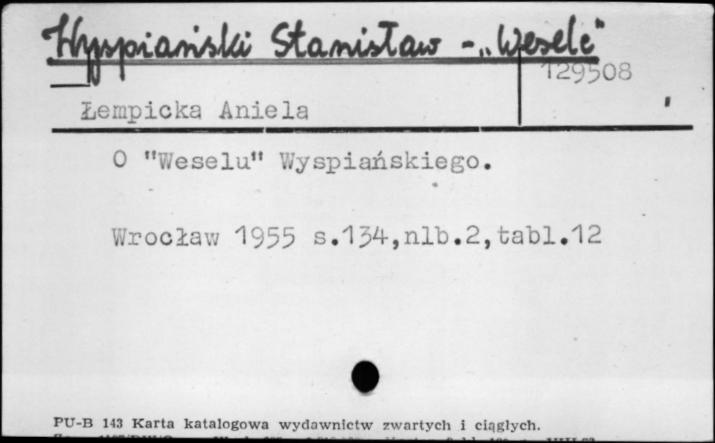 Wyspiański Stanisław - „Wesele"
129508
Łempicka Aniela
O "Weselu" Wyspiańskiego.
Wrocław 1955 s.134,nlb.2,tabl.12
PU-B 143 Karta katalogowa wydawnictw zwartych i ciągłych.